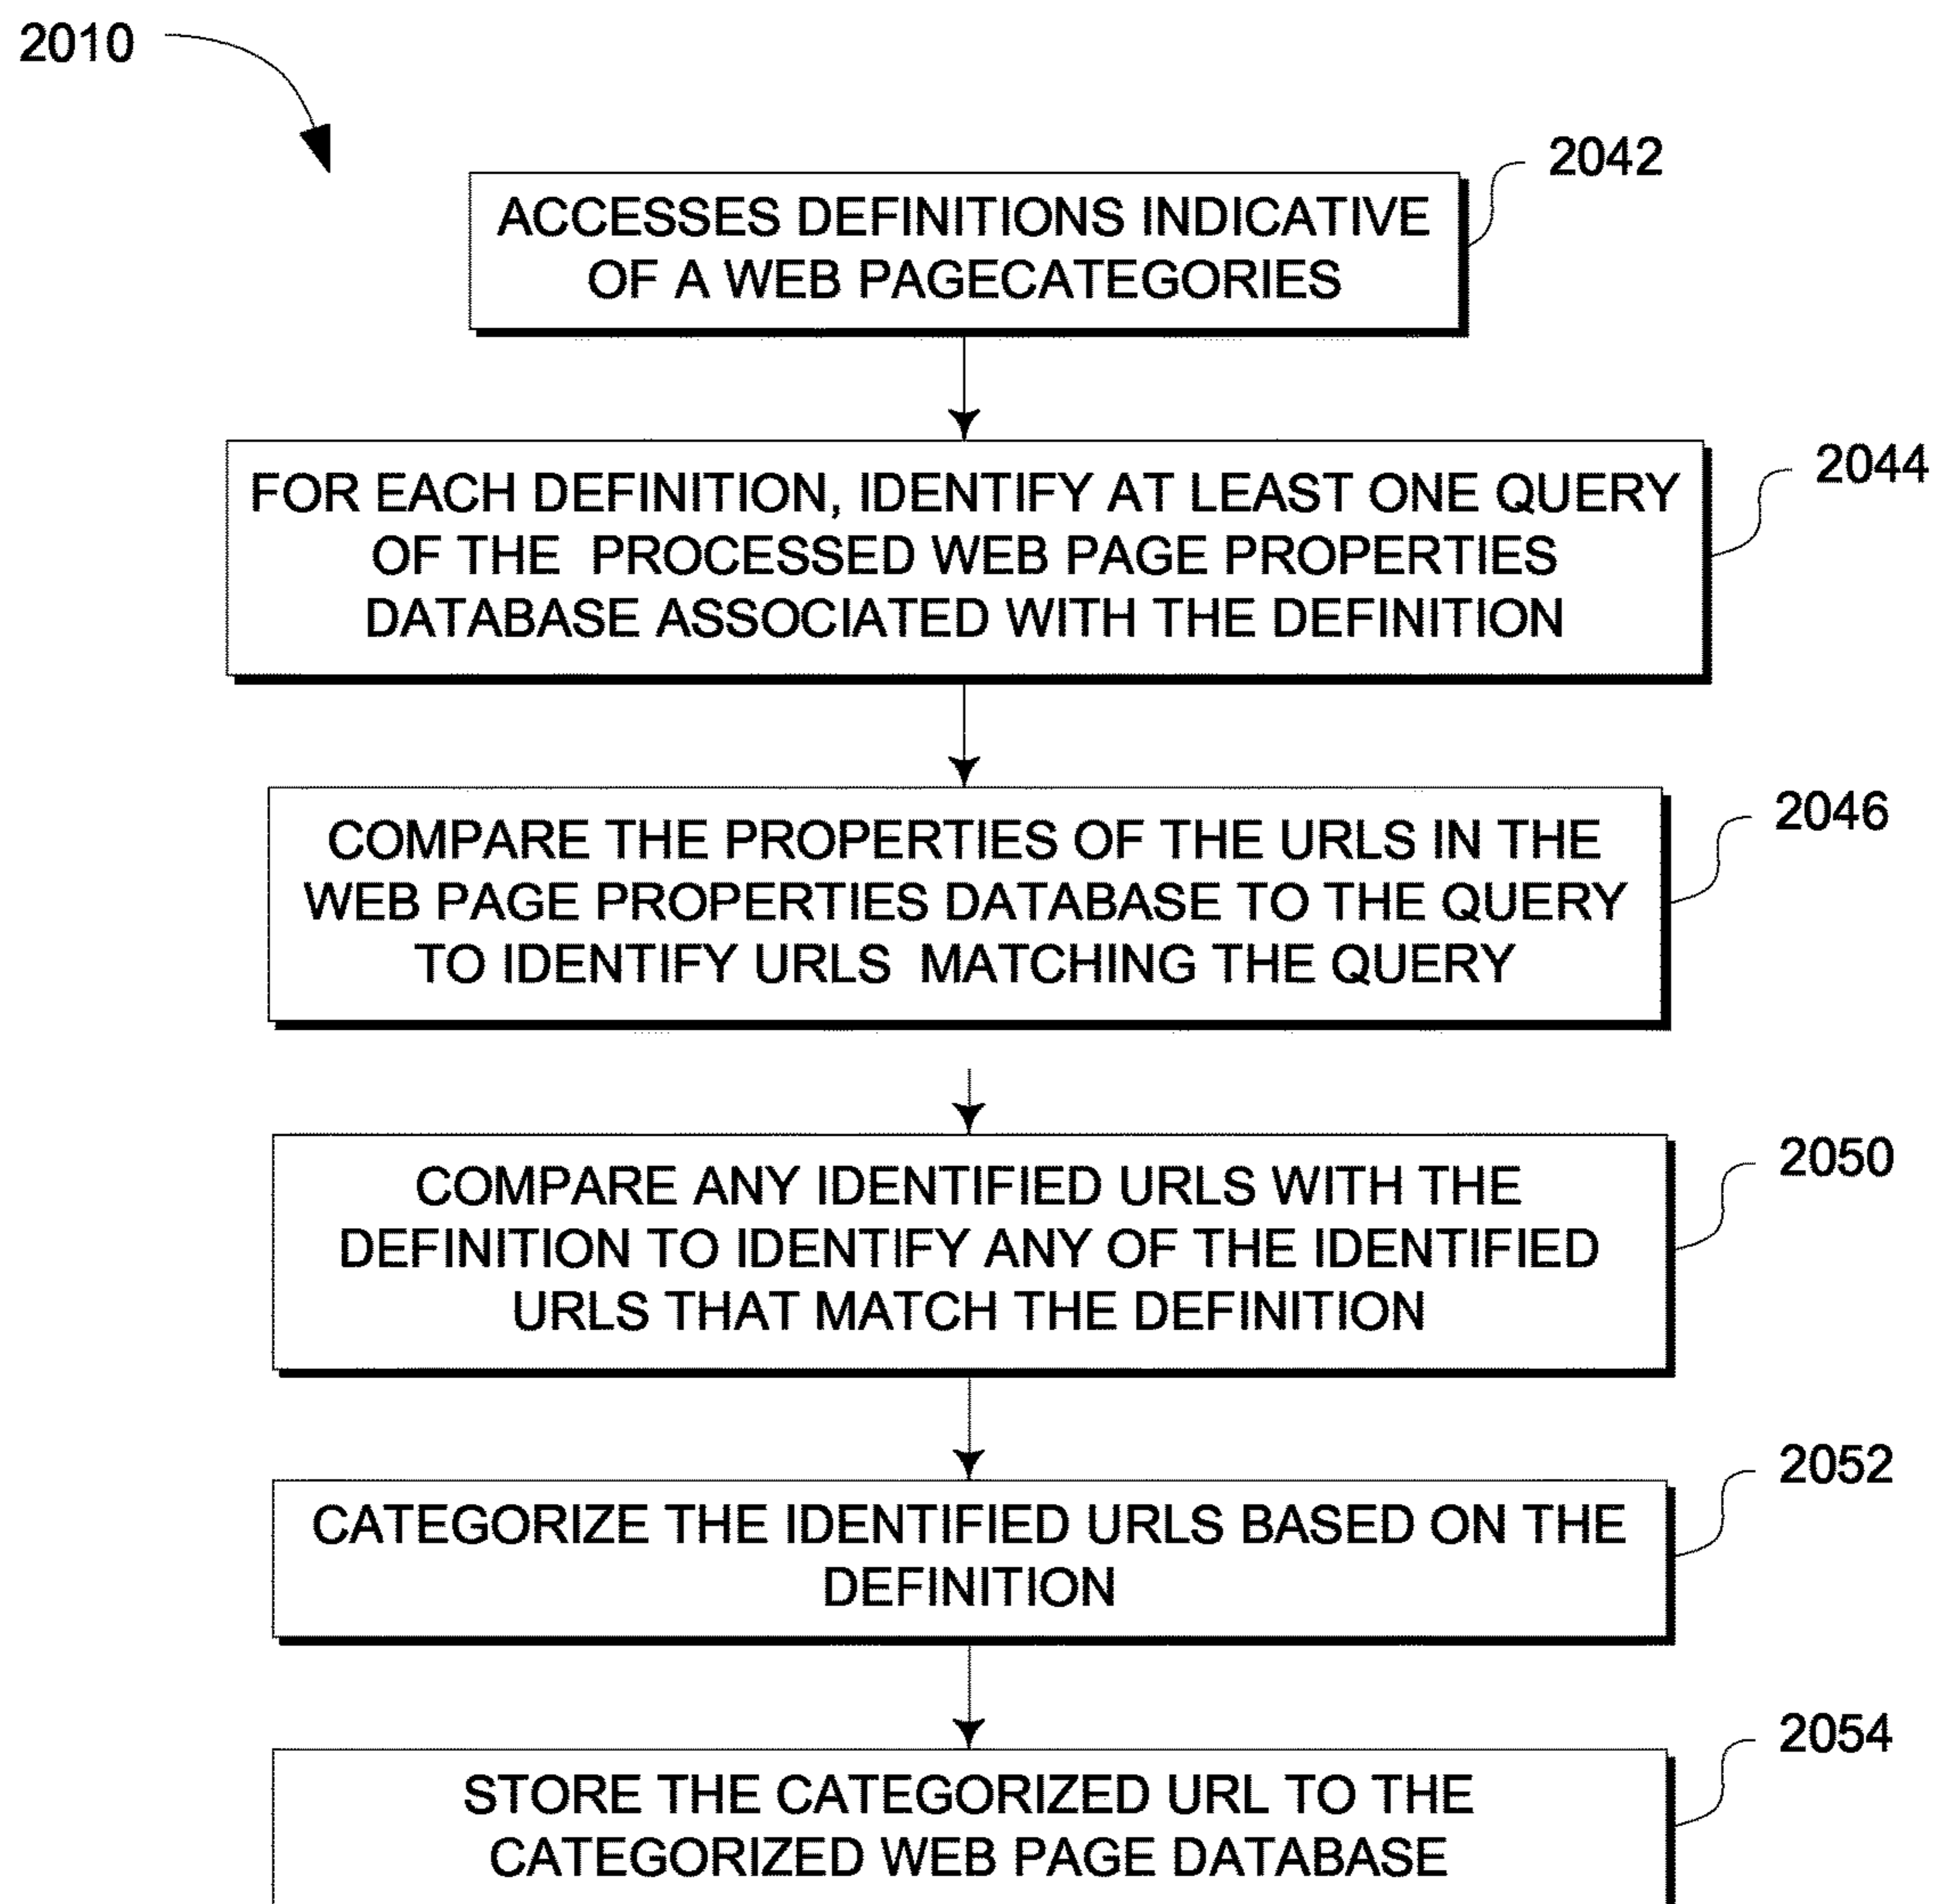 2010
2042
ACCESSES DEFINITIONS INDICATIVE
OF A WEB PAGECATEGORIES
2044
FOR EACH DEFINITION, IDENTIFY AT LEAST ONE QUERY
OF THE  PROCESSED WEB PAGE PROPERTIES
DATABASE ASSOCIATED WITH THE DEFINITION
2046
COMPARE THE PROPERTIES OF THE URLS IN THE
WEB PAGE PROPERTIES DATABASE TO THE QUERY
TO IDENTIFY URLS  MATCHING THE QUERY
2050
COMPARE ANY IDENTIFIED URLS WITH THE
DEFINITION TO IDENTIFY ANY OF THE IDENTIFIED
URLS THAT MATCH THE DEFINITION
2052
CATEGORIZE THE IDENTIFIED URLS BASED ON THE
DEFINITION
2054
STORE THE CATEGORIZED URL TO THE
CATEGORIZED WEB PAGE DATABASE